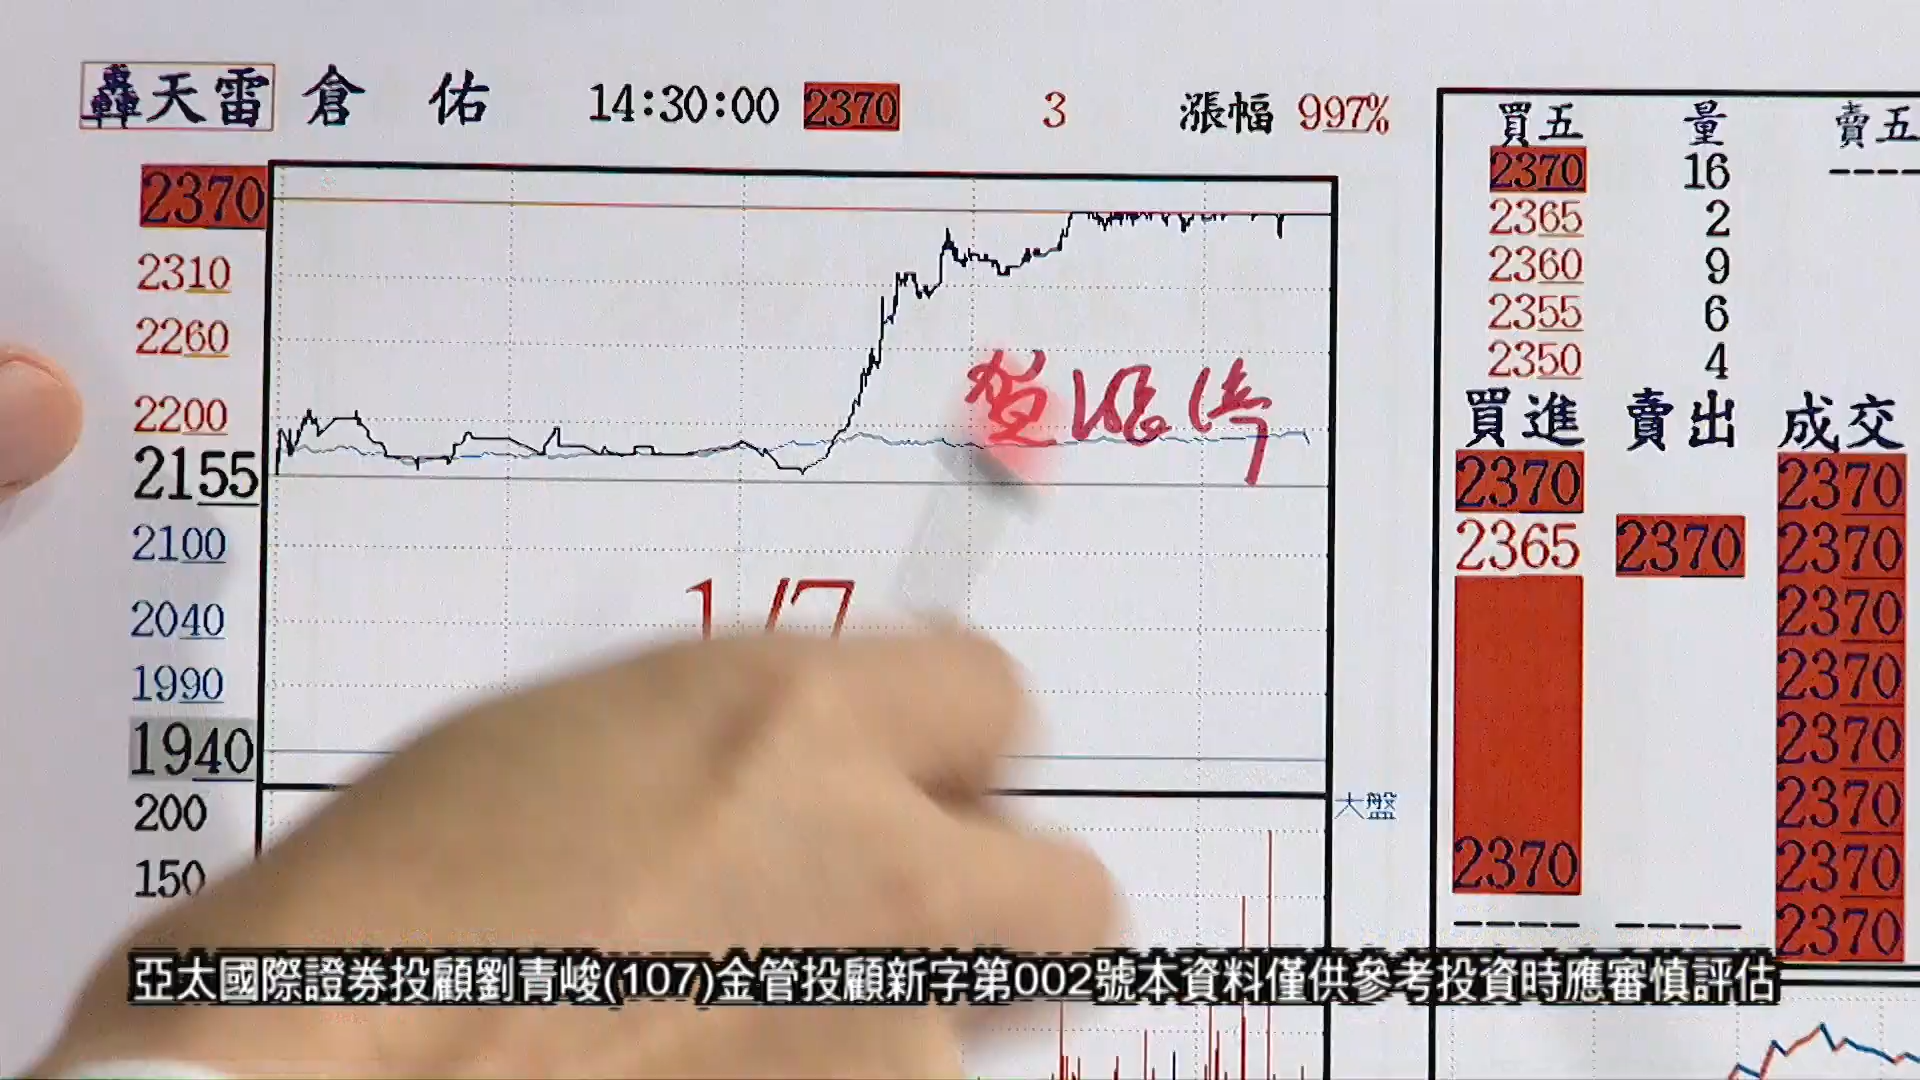 轟天雷 倉佑 14:30:00 2370 3 漲幅 997%
2370
2310
2260
2200
2155
2100
2040
1990
1940
200
150
賀漲停
1/7
大盤
買五 量 賣五
2370 16 ----
2365 2
2360 9
2355 6
2350 4
買進 賣出 成交
2370 2370
2365 2370 2370
2370
2370
2370
2370
2370 2370
---- ---- 2370
亞太國際證券投顧劉青峻(107)金管投顧新字第002號本資料僅供參考投資時應審慎評估